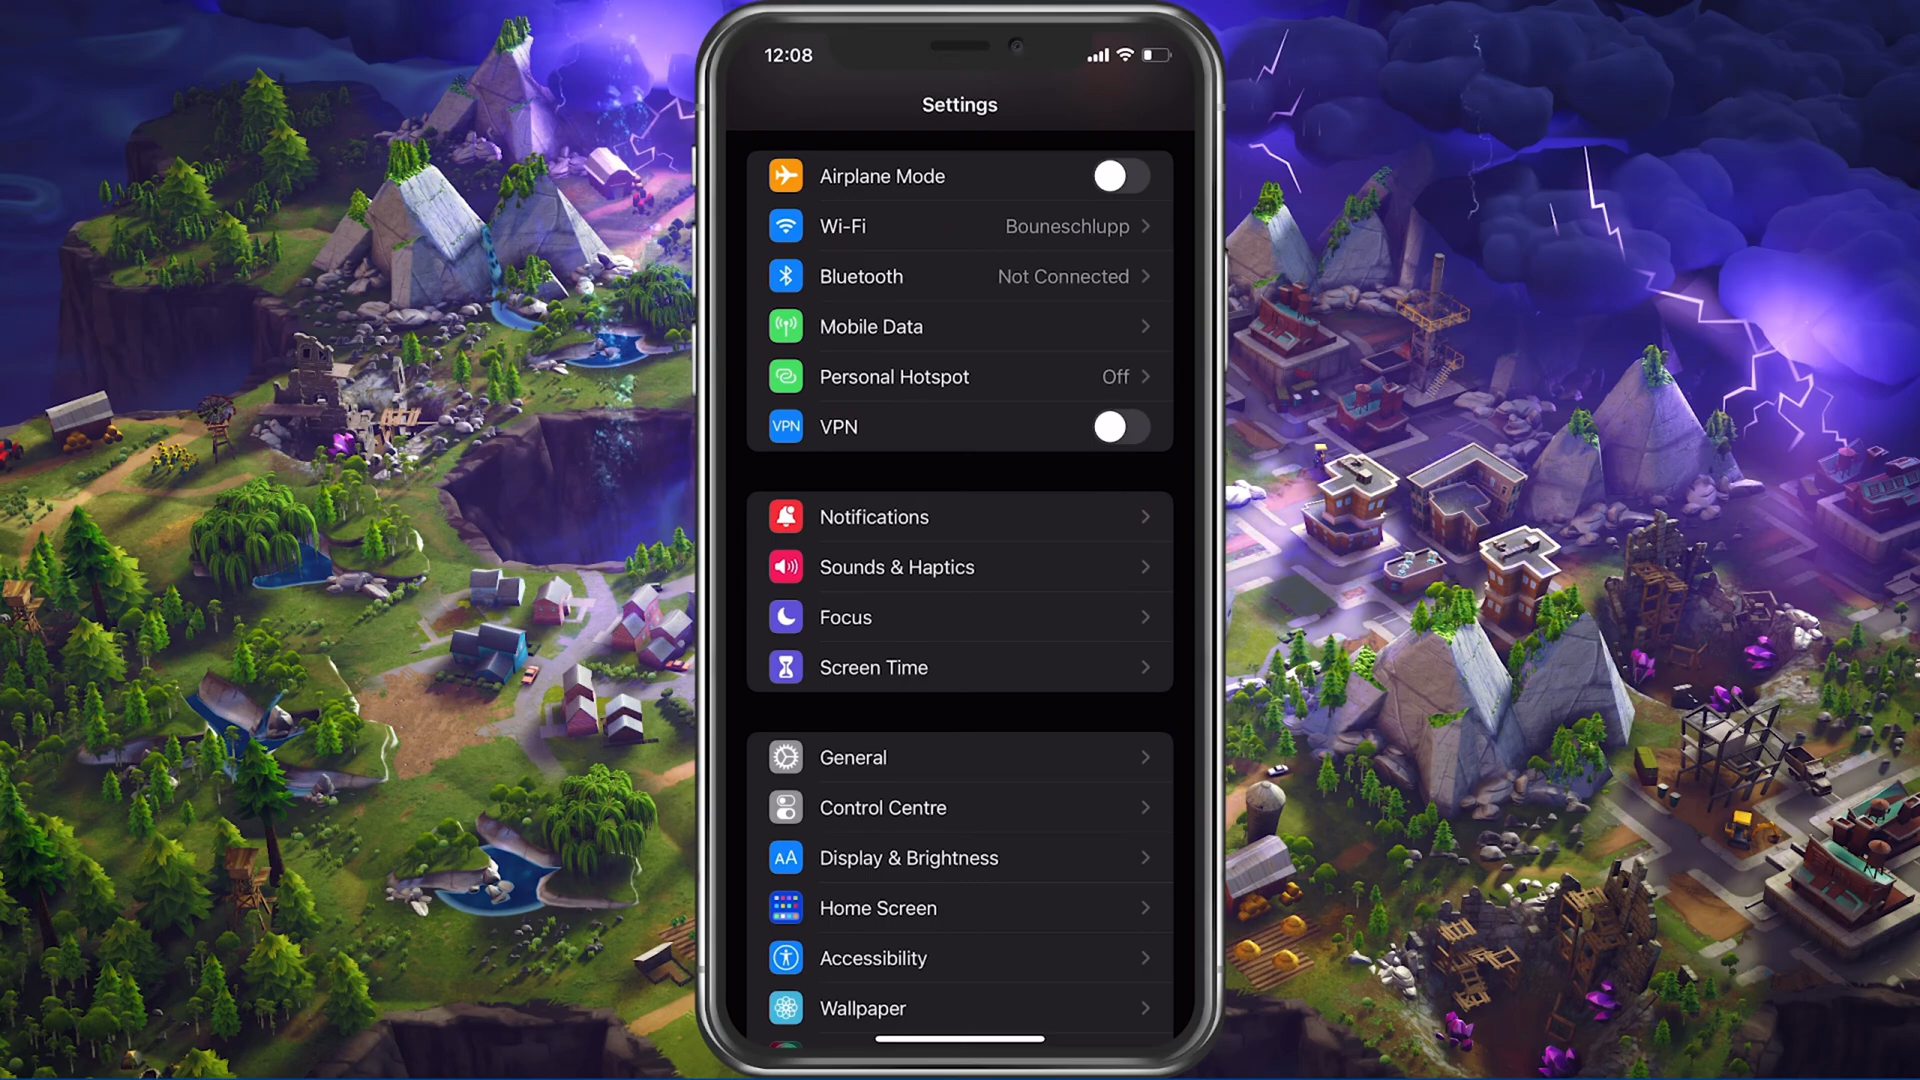 12:08
Settings
Airplane Mode
Wi-Fi Bouneschlupp
Bluetooth Not Connected
Mobile Data
Personal Hotspot Off
VPN VPN
Notifications
Sounds & Haptics
Focus
Screen Time
General
Control Centre
AA Display & Brightness
Home Screen
Accessibility
Wallpaper